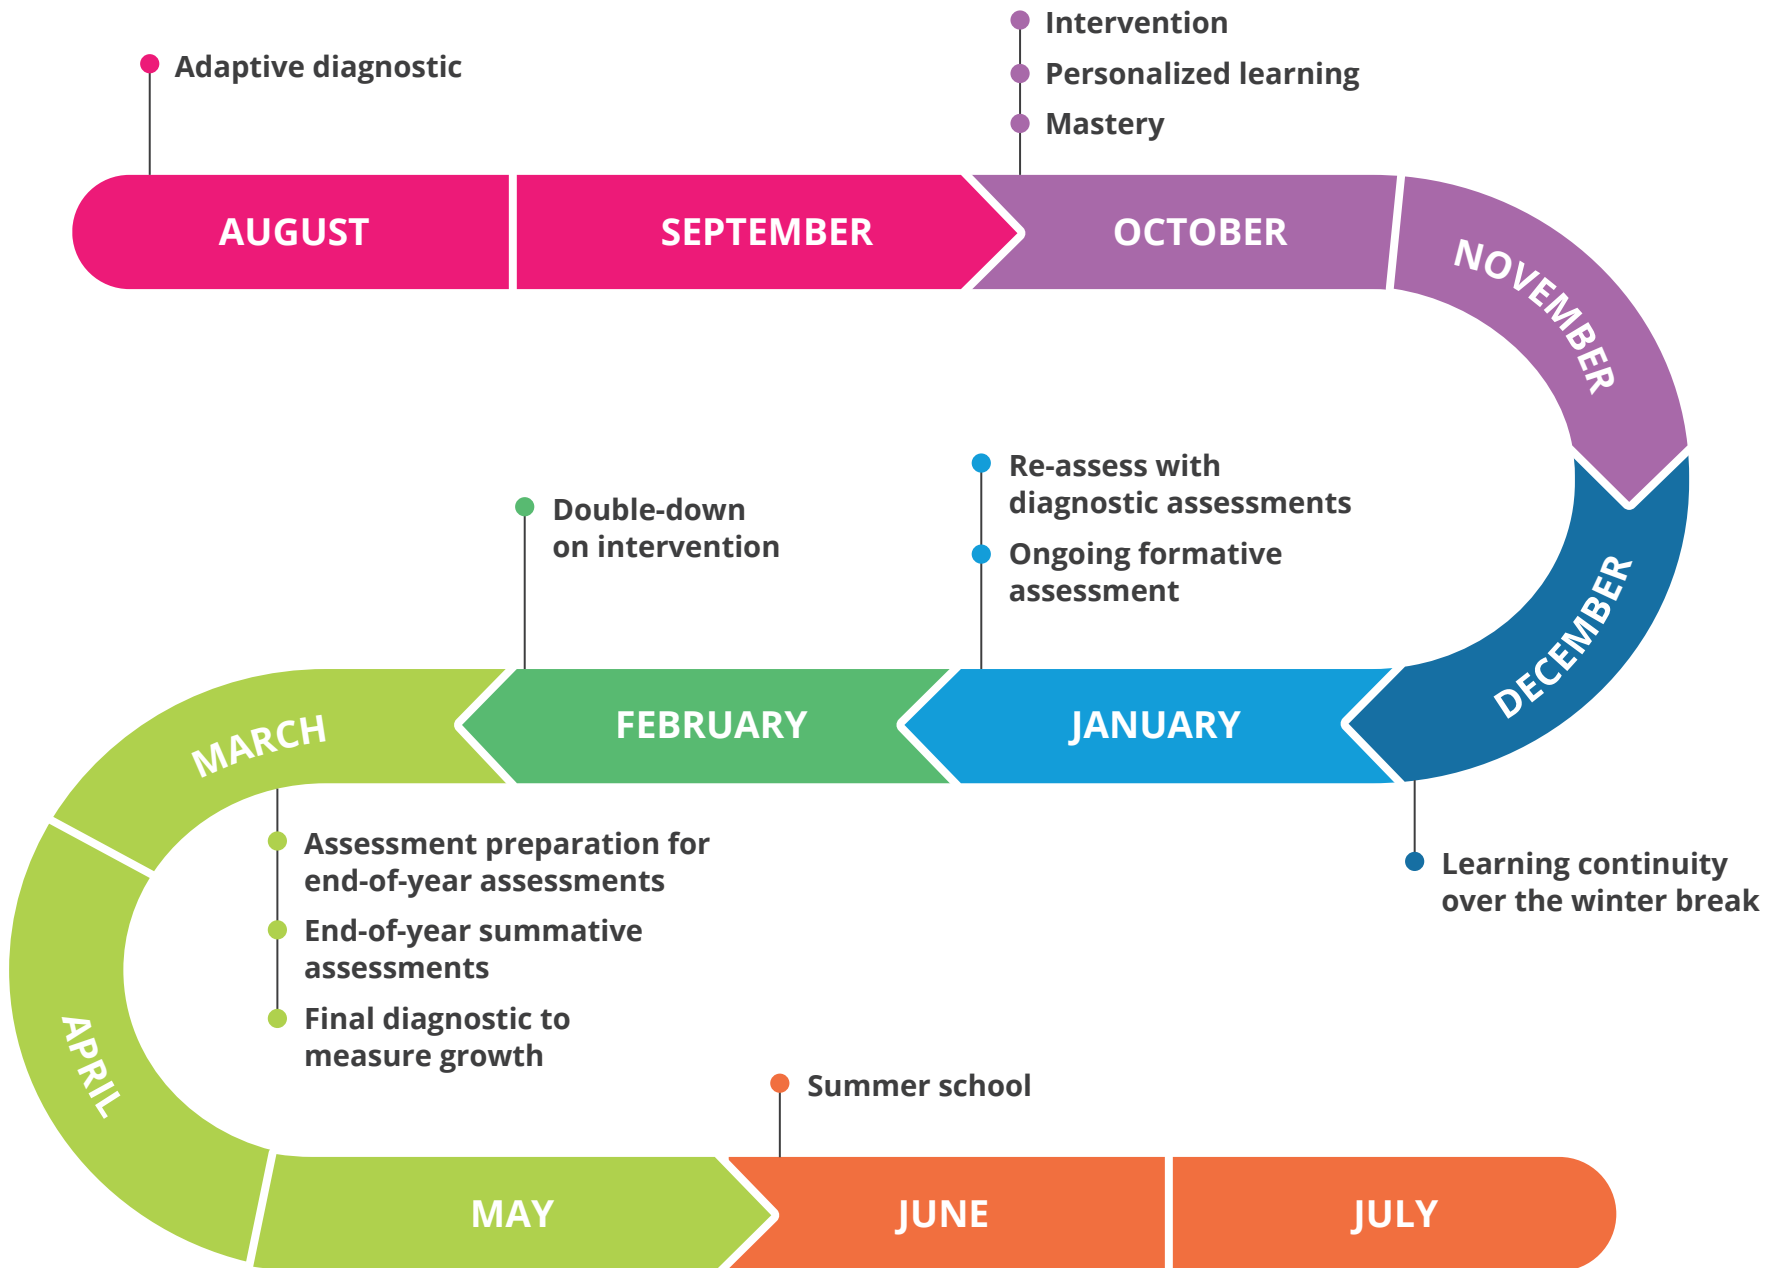 Adaptive diagnostic
Intervention
Personalized learning
Mastery
AUGUST
SEPTEMBER
OCTOBER
NOVEMBER
DECEMBER
Learning continuity
over the winter break
Re-assess with
diagnostic assessments
Ongoing formative
assessment
JANUARY
Double-down
on intervention
FEBRUARY
MARCH
Assessment preparation for
end-of-year assessments
End-of-year summative
assessments
Final diagnostic to
measure growth
APRIL
MAY
Summer school
JUNE
JULY